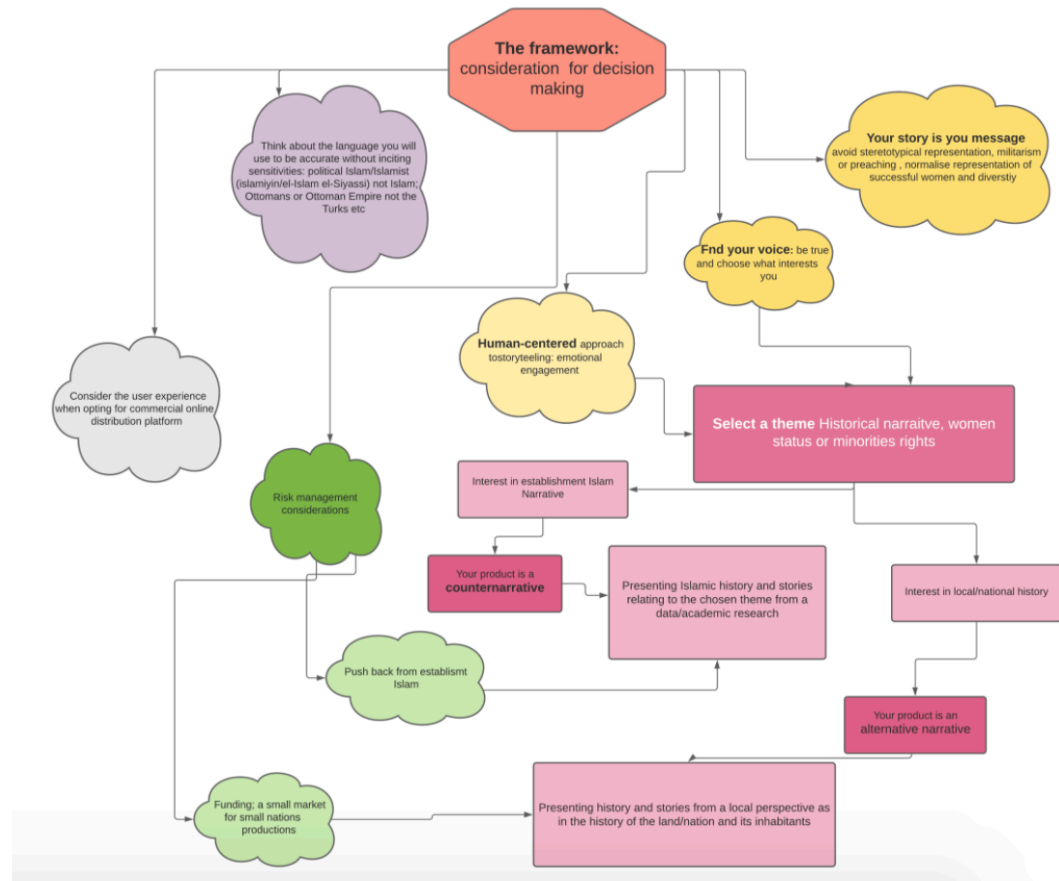 The framework:
consideration for decision
making
Think about the language you will
use to be accurate without inciting
sensitivities: political Islam/Islamist
(islamiyin/el-Islam el-Siyassi) not Islam;
Ottomans or Ottoman Empire not the
Turks etc
Your story is you message
avoid steretotypical representation, militarism
or preaching , normalise representation of
successful women and diverstiy
Fnd your voice: be true
and choose what interests
you
Human-centered approach
tostoryteeling: emotional
engagement
Consider the user experience
when opting for commercial online
distribution platform
Select a theme Historical narraitve, women
status or minorities rights
Risk management
considerations
Interest in establishment Islam
Narrative
Your product is a
counternarrative
Presenting Islamic history and stories
relating to the chosen theme from a
data/academic research
Interest in local/national history
Push back from establismt
Islam
Your product is an
alternative narrative
Funding; a small market
for small nations
productions
Presenting history and stories from a local perspective as
in the history of the land/nation and its inhabitants